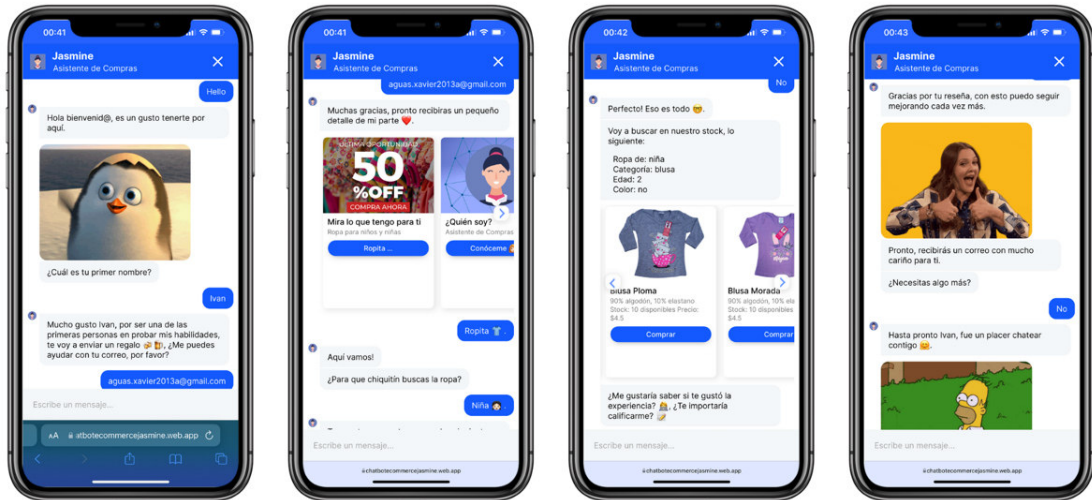 00:41
Jasmine
Asistente de Compras
Hello
Hola bienvenid@, es un gusto tenerte por
aquí.
¿Cuál es tu primer nombre?
Ivan
Mucho gusto Ivan, por ser una de las
primeras personas en probar mis habilidades,
te voy a enviar un regalo 🎉🎁, ¿Me puedes
ayudar con tu correo, por favor?
aguas.xavier2013a@gmail.com
Escribe un mensaje...
AA atbotecommercejasmine.web.app
00:41
Jasmine
Asistente de Compras
aguas.xavier2013a@gmail.com
Muchas gracias, pronto recibiras un pequeño
detalle de mi parte ❤️.
ÚLTIMA OPORTUNIDAD
50
%OFF
COMPRA AHORA
Mira lo que tengo para ti
Ropa para niños y niñas
Ropita ...
¿Quién soy?
Asistente de Compras
Conóceme
Ropita 👕 .
Aquí vamos!
¿Para que chiquitín buscas la ropa?
Niña 👧 .
Escribe un mensaje...
chatbotecommercejasmine.web.app
00:42
Jasmine
Asistente de Compras
No
Perfecto! Eso es todo 🤓.
Voy a buscar en nuestro stock, lo
siguiente:
Ropa de: niña
Categoría: blusa
Edad: 2
Color: no
Blusa Ploma
90% algodón, 10% elastano
Stock: 10 disponibles Precio:
$4.5
Comprar
Blusa Morada
90% algodón, 10% ela
Stock: 10 disponibles
$4.5
Comprar
¿Me gustaría saber si te gustó la
experiencia? 🙇, ¿Te importaría
calificarme? 📝
Escribe un mensaje...
chatbotecommercejasmine.web.app
00:43
Jasmine
Asistente de Compras
Gracias por tu reseña, con esto puedo seguir
mejorando cada vez más.
Pronto, recibirás un correo con mucho
cariño para ti.
¿Necesitas algo más?
No
Hasta pronto Ivan, fue un placer chatear
contigo 🤗.
Escribe un mensaje...
chatbotecommercejasmine.web.app